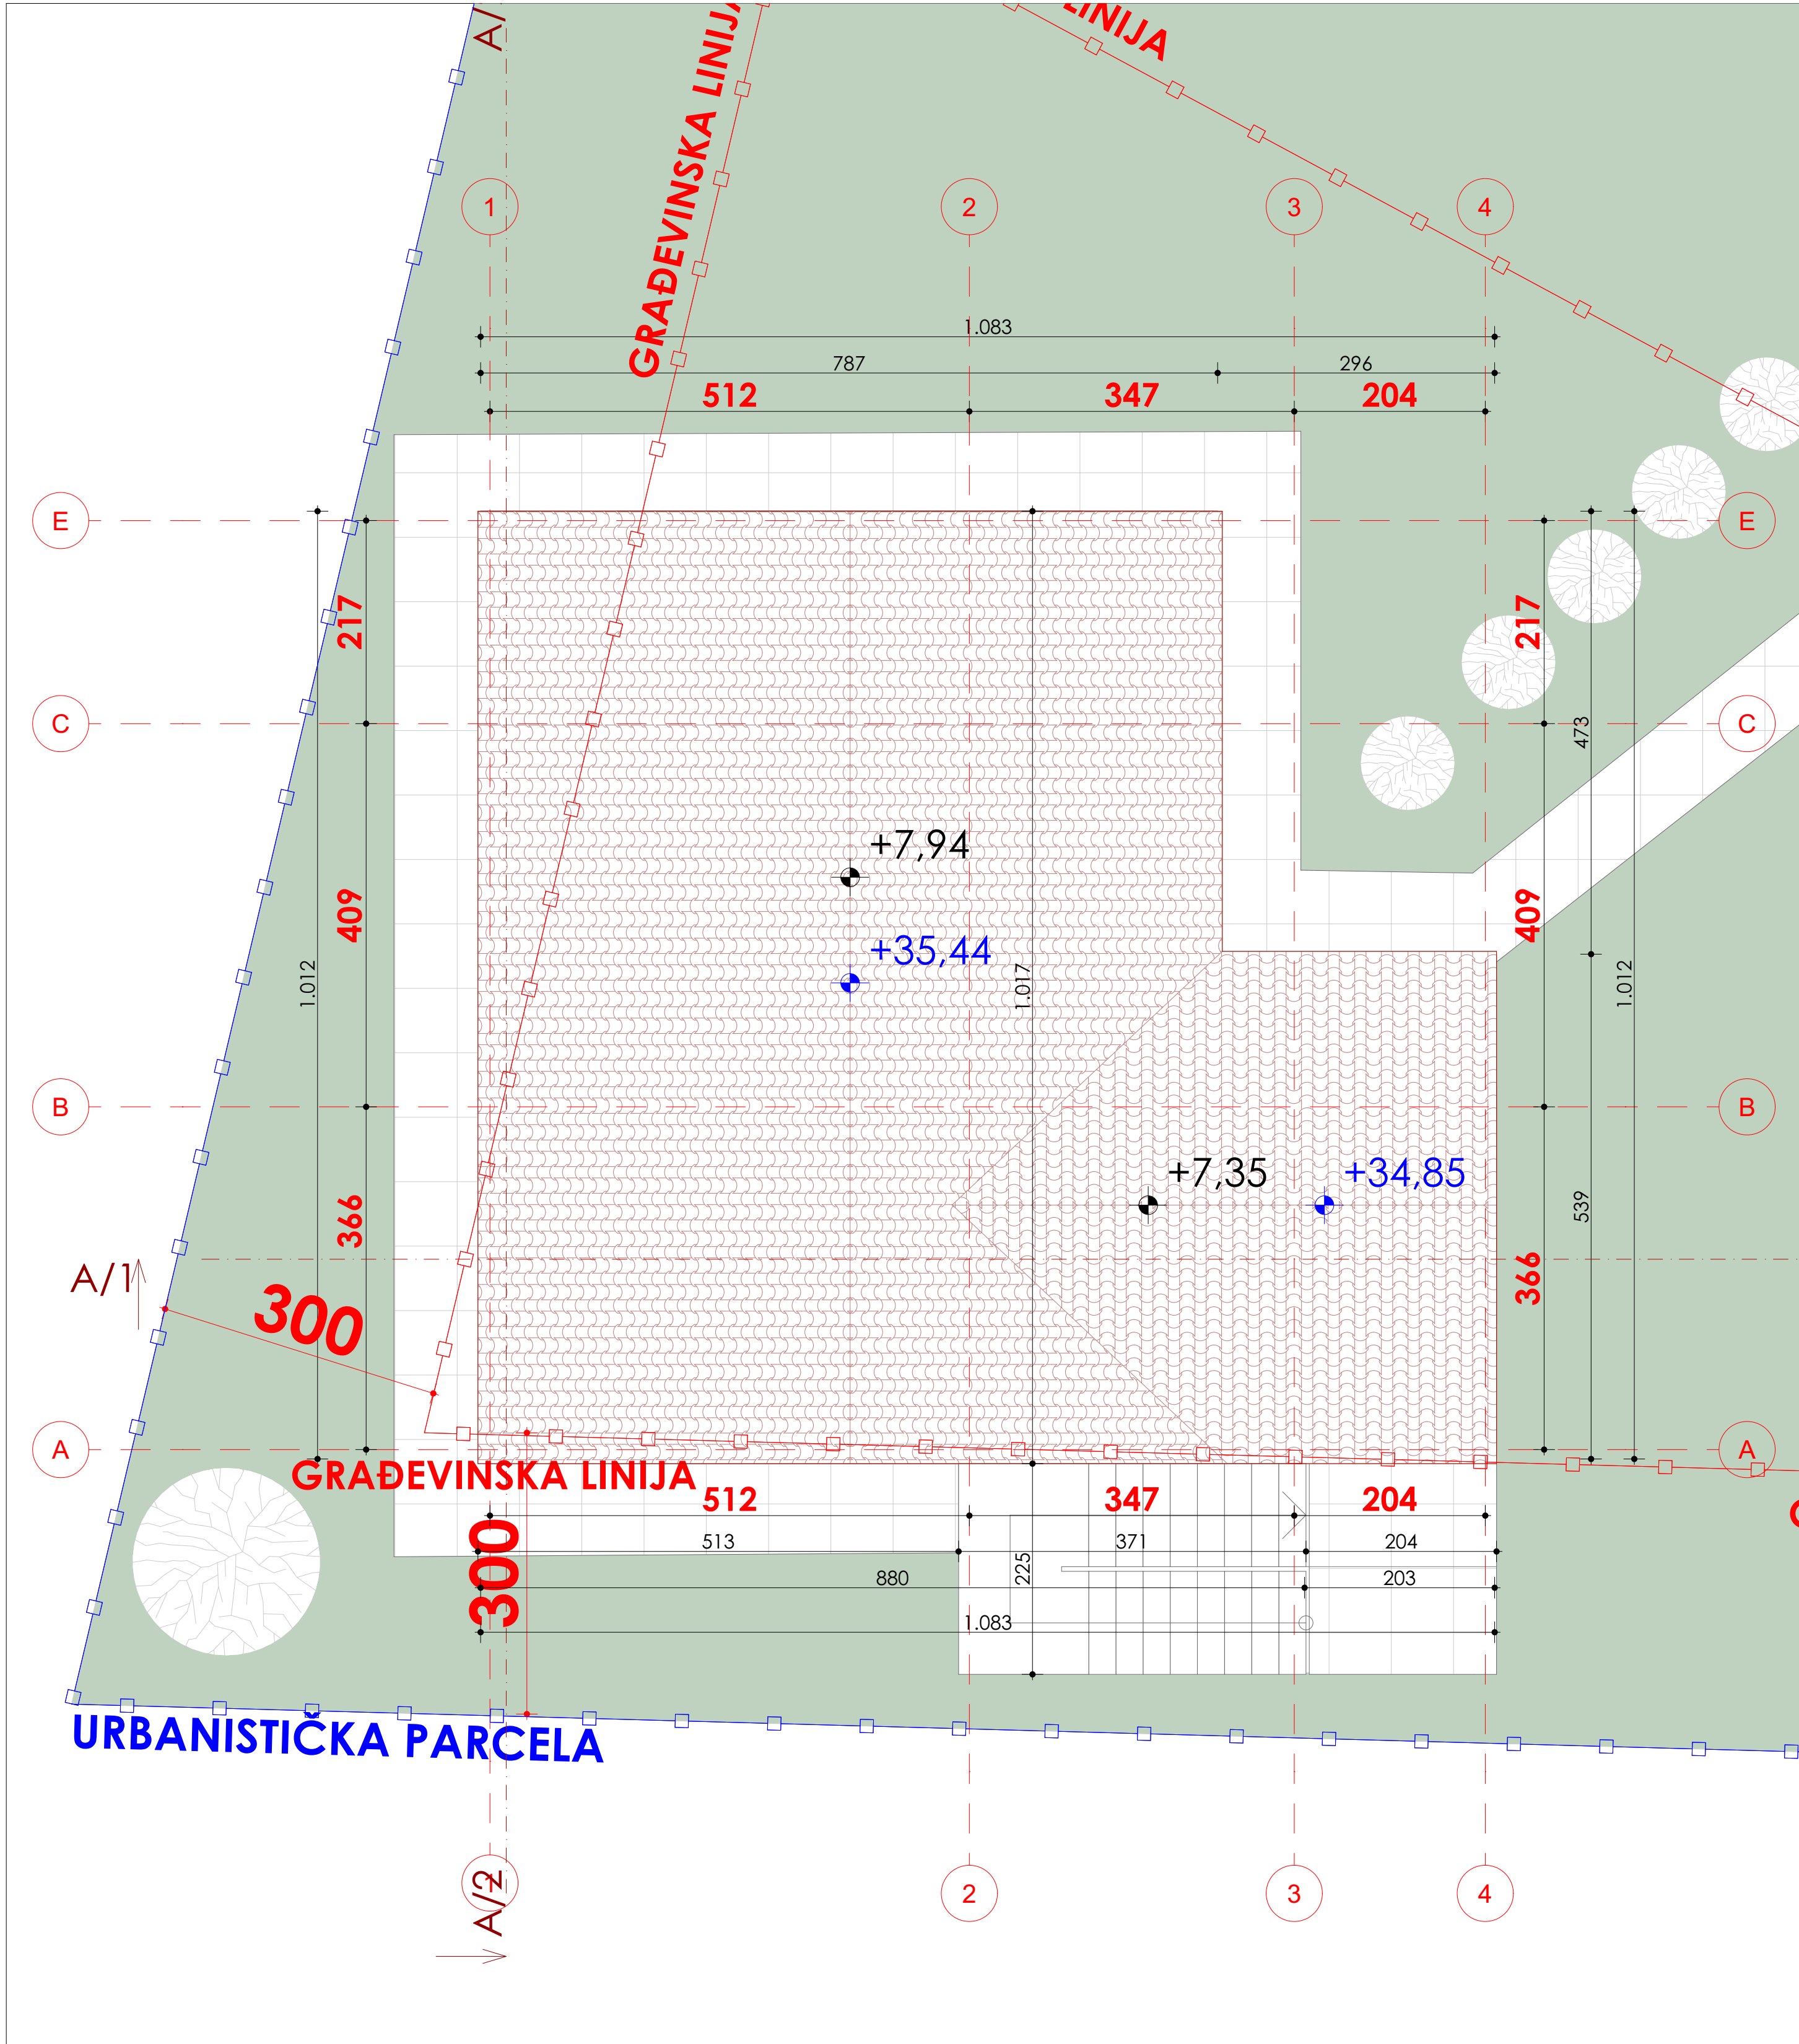 A/
GRAĐEVINSKA LINIJA
LINIJA
1
2
3
4
1.083
787
296
512
347
204
E
E
217
217
C
C
473
+7,94
409
409
+35,44
1.012
1.017
1.012
B
B
+7,35
+34,85
366
539
366
A/1
300
A
A
GRAĐEVINSKA LINIJA
512
347
204
513
371
204
300
225
880
203
1.083
URBANISTIČKA PARCELA
A/2
2
3
4